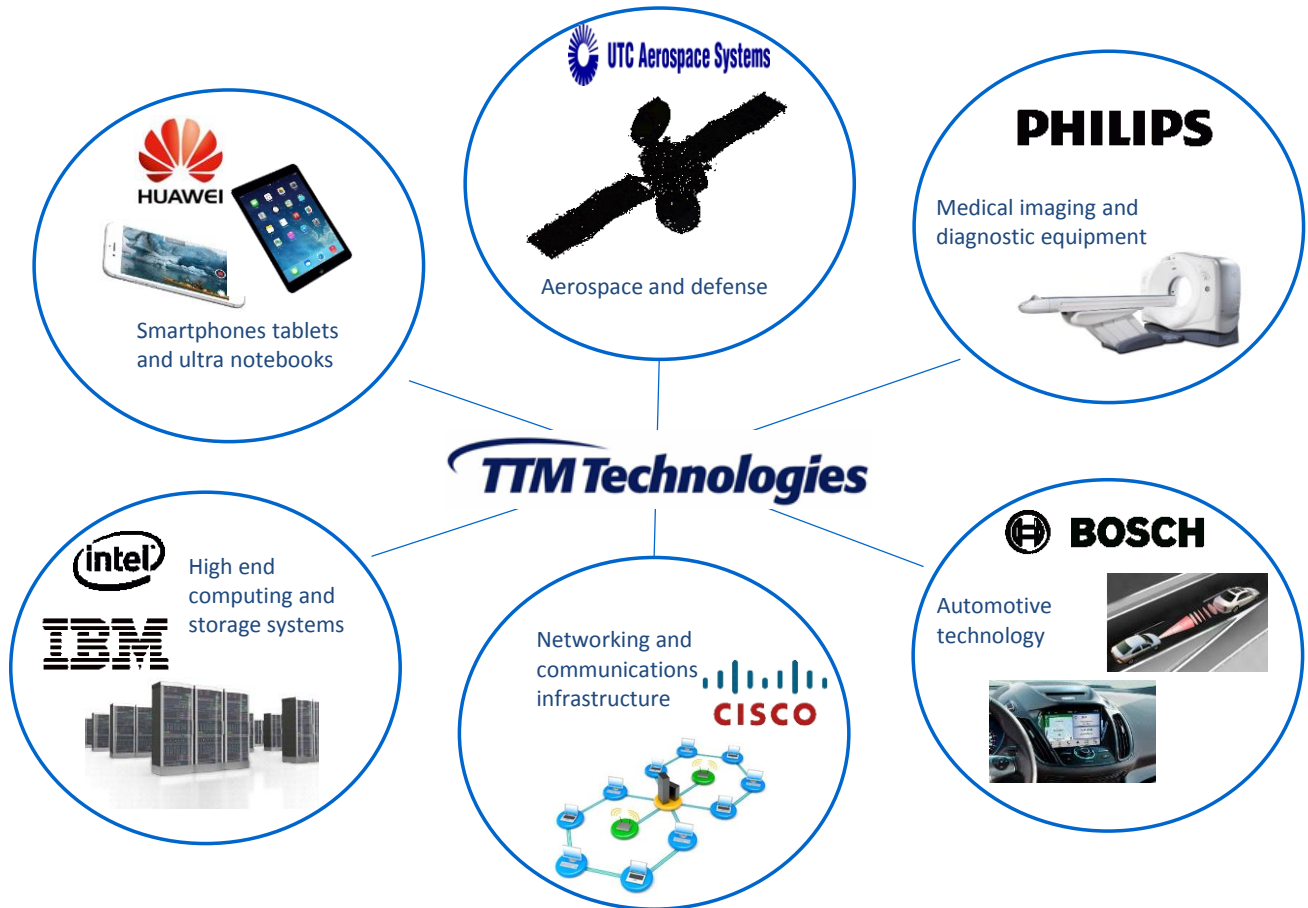 UTC Aerospace Systems
Aerospace and defense
HUAWEI
Smartphones tablets
and ultra notebooks
PHILIPS
Medical imaging and
diagnostic equipment
TTM Technologies
intel
IBM
High end
computing and
storage systems
Networking and
communications
infrastructure
CISCO
BOSCH
Automotive
technology